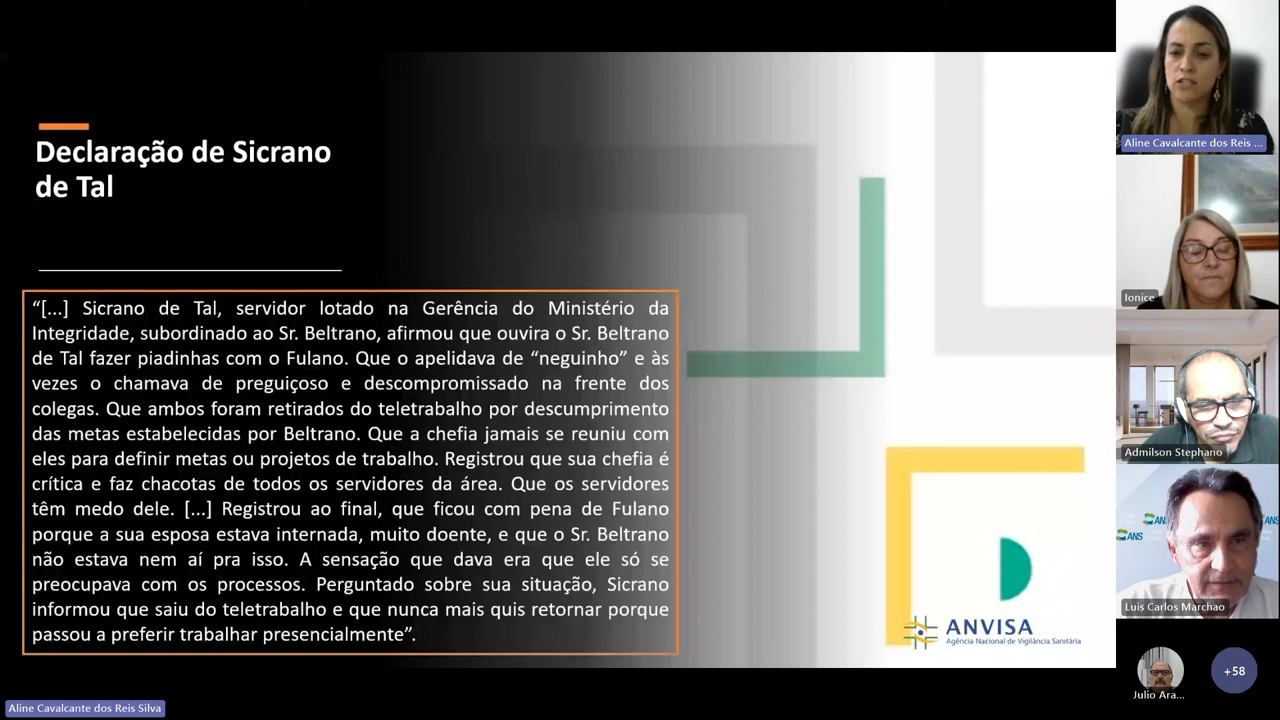 Declaração de Sicrano
de Tal
“[...] Sicrano de Tal, servidor lotado na Gerência do Ministério da
Integridade, subordinado ao Sr. Beltrano, afirmou que ouvira o Sr. Beltrano
de Tal fazer piadinhas com o Fulano. Que o apelidava de “neguinho” e às
vezes o chamava de preguiçoso e descompromissado na frente dos
colegas. Que ambos foram retirados do teletrabalho por descumprimento
das metas estabelecidas por Beltrano. Que a chefia jamais se reuniu com
eles para definir metas ou projetos de trabalho. Registrou que sua chefia é
crítica e faz chacotas de todos os servidores da área. Que os servidores
têm medo dele. [...] Registrou ao final, que ficou com pena de Fulano
porque a sua esposa estava internada, muito doente, e que o Sr. Beltrano
não estava nem aí pra isso. A sensação que dava era que ele só se
preocupava com os processos. Perguntado sobre sua situação, Sicrano
informou que saiu do teletrabalho e que nunca mais quis retornar porque
passou a preferir trabalhar presencialmente”.
ANVISA
Agência Nacional de Vigilância Sanitária
Aline Cavalcante dos Reis ...
Ionice
Admilson Stephano
ANS
Luis Carlos Marchao
Julio Ara...
+58
Aline Cavalcante dos Reis Silva